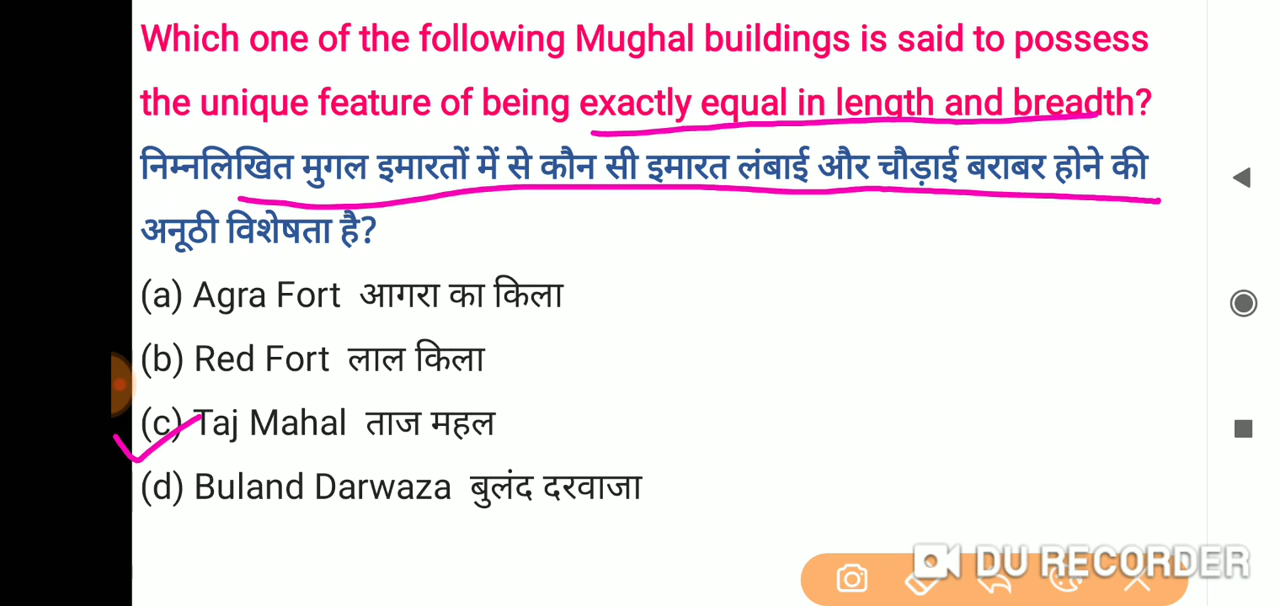 Which one of the following Mughal buildings is said to possess
the unique feature of being exactly equal in length and breadth?
निम्नलिखित मुगल इमारतों में से कौन सी इमारत लंबाई और चौड़ाई बराबर होने की
अनूठी विशेषता है?
(a) Agra Fort आगरा का किला
(b) Red Fort लाल किला
(c) Taj Mahal ताज महल
(d) Buland Darwaza बुलंद दरवाजा
DU RECORDER